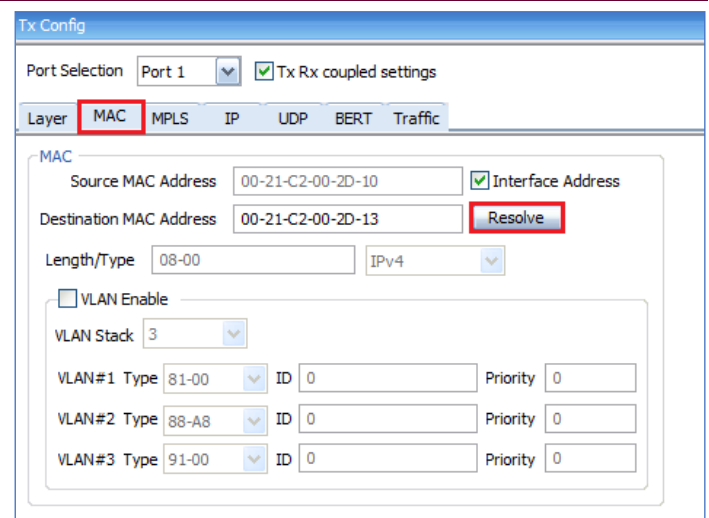 Tx Config
Port Selection Port 1 Tx Rx coupled settings
Layer MAC MPLS IP UDP BERT Traffic
MAC
Source MAC Address 00-21-C2-00-2D-10 Interface Address
Destination MAC Address 00-21-C2-00-2D-13 Resolve
Length/Type 08-00 IPv4
VLAN Enable
VLAN Stack 3
VLAN#1 Type 81-00 ID 0 Priority 0
VLAN#2 Type 88-A8 ID 0 Priority 0
VLAN#3 Type 91-00 ID 0 Priority 0